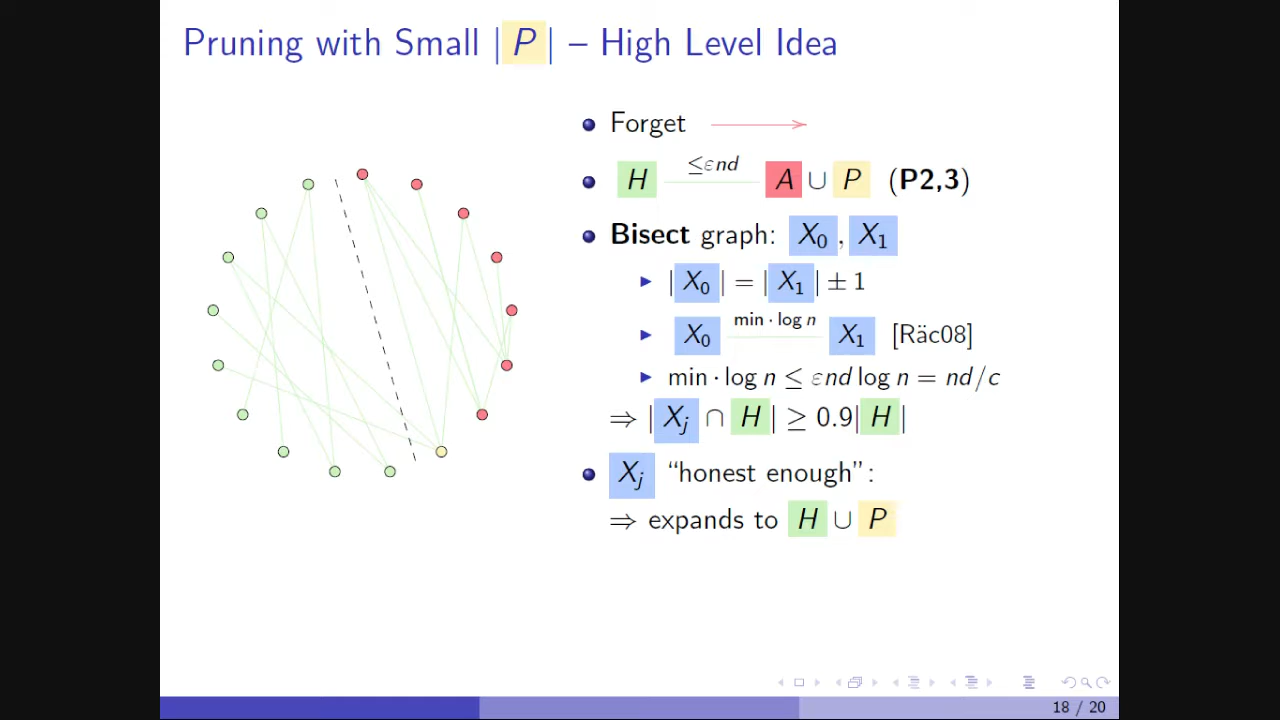 Pruning with Small | P | – High Level Idea
Forget
H ≤εnd A ∪ P (P2,3)
Bisect graph: X₀ , X₁
| X₀ | = | X₁ | ± 1
X₀ min · log n X₁ [Räc08]
min · log n ≤ εnd log n = nd/c
⇒ | Xⱼ ∩ H | ≥ 0.9| H |
Xⱼ “honest enough”:
⇒ expands to H ∪ P
18 / 20